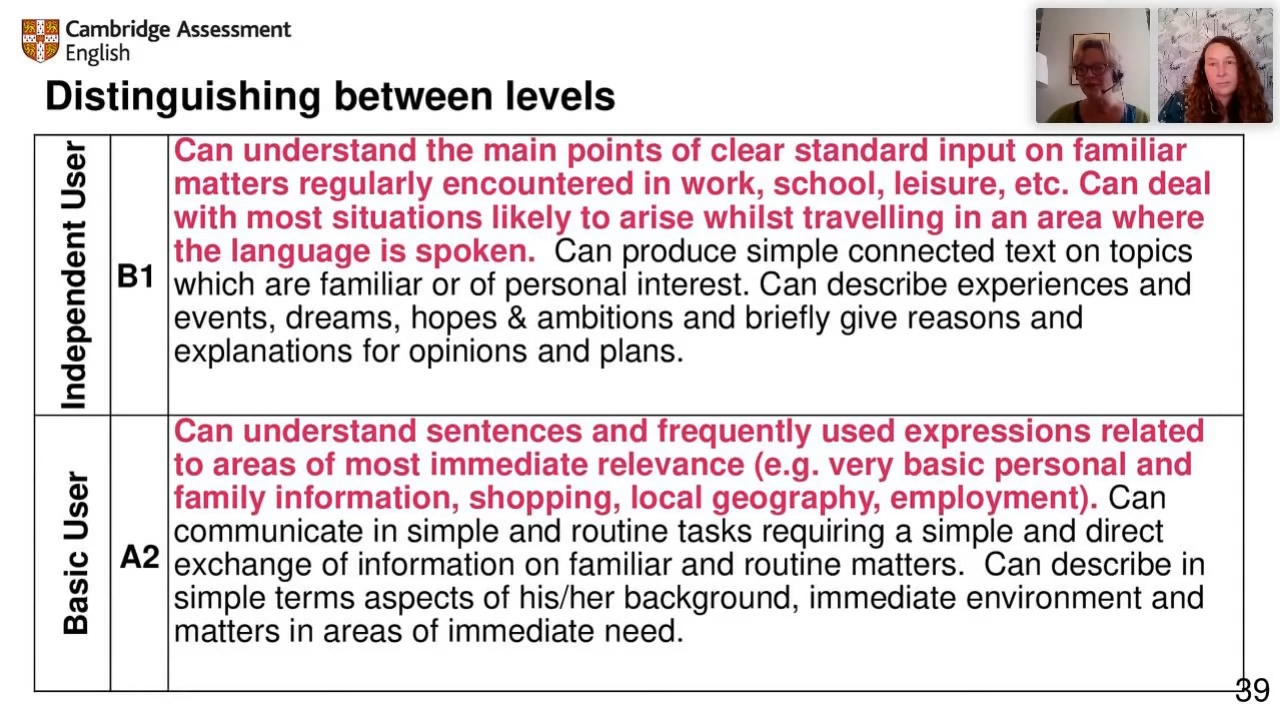 Cambridge Assessment
English
Distinguishing between levels
Independent User
B1
Can understand the main points of clear standard input on familiar
matters regularly encountered in work, school, leisure, etc. Can deal
with most situations likely to arise whilst travelling in an area where
the language is spoken.  Can produce simple connected text on topics
which are familiar or of personal interest. Can describe experiences and
events, dreams, hopes & ambitions and briefly give reasons and
explanations for opinions and plans.
Basic User
A2
Can understand sentences and frequently used expressions related
to areas of most immediate relevance (e.g. very basic personal and
family information, shopping, local geography, employment). Can
communicate in simple and routine tasks requiring a simple and direct
exchange of information on familiar and routine matters.  Can describe in
simple terms aspects of his/her background, immediate environment and
matters in areas of immediate need.
39